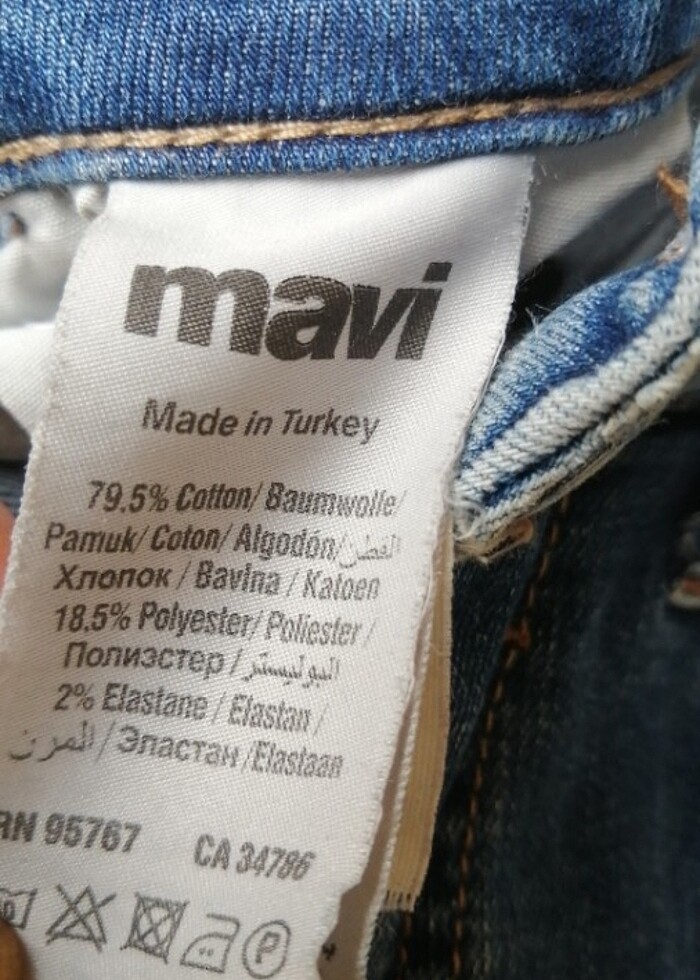 mavi
Made in Turkey
79.5% Cotton/ Baumwolle/
Pamuk/ Coton/ Algodón/ القطن
Хлопок / Bavlna / Katoen
18.5% Polyester/ Poliester /
Полиэстер / البوليستر
2% Elastane / Elastan /
المرن / Эластан /Elastaan
RN 95767 CA 34786
P